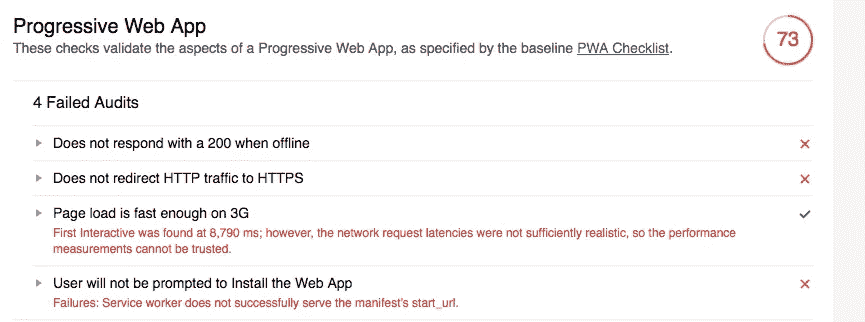 Progressive Web App
These checks validate the aspects of a Progressive Web App, as specified by the baseline PWA Checklist.
73
4 Failed Audits
Does not respond with a 200 when offline
Does not redirect HTTP traffic to HTTPS
Page load is fast enough on 3G
First Interactive was found at 8,790 ms; however, the network request latencies were not sufficiently realistic, so the performance
measurements cannot be trusted.
User will not be prompted to Install the Web App
Failures: Service worker does not successfully serve the manifest's start_url.